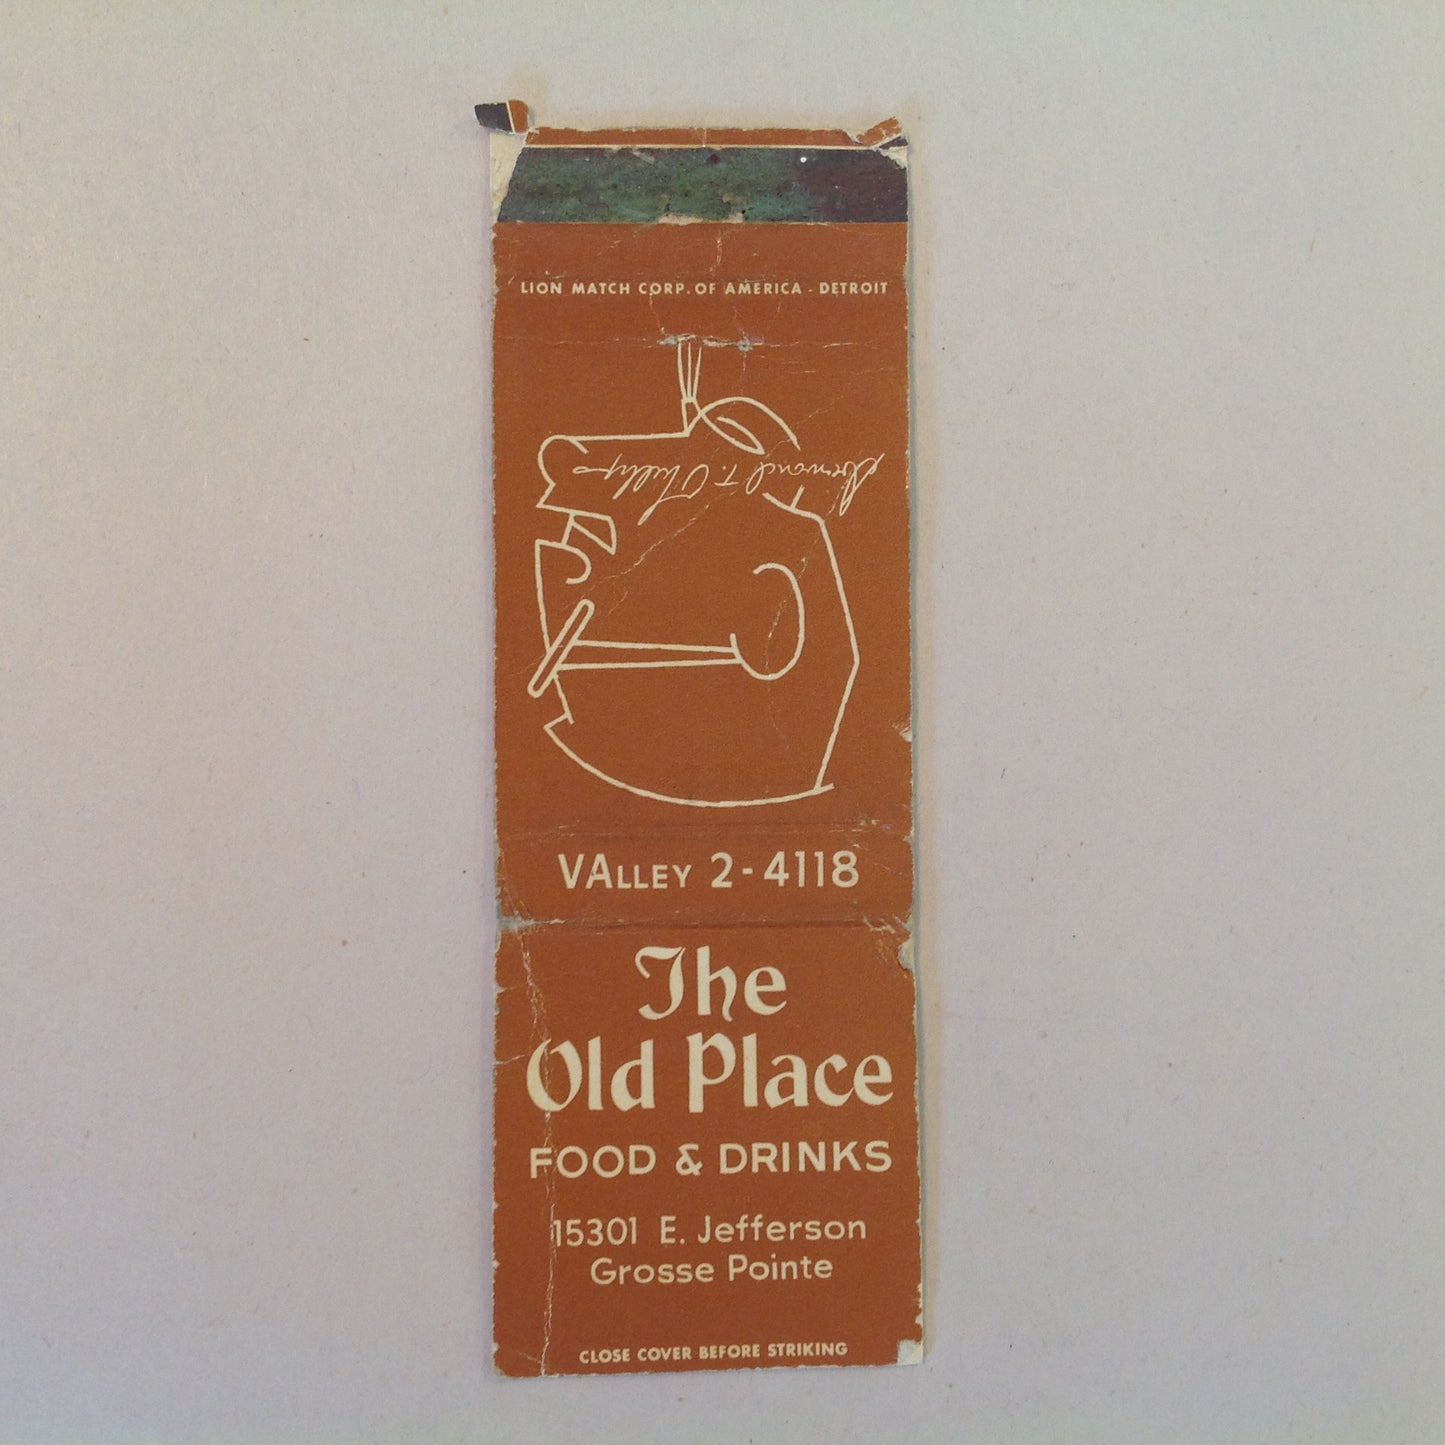 LION MATCH CORP. OF AMERICA - DETROIT
VALLEY 2-4118
The
Old Place
FOOD & DRINKS
15301 E. Jefferson
Grosse Pointe
CLOSE COVER BEFORE STRIKING